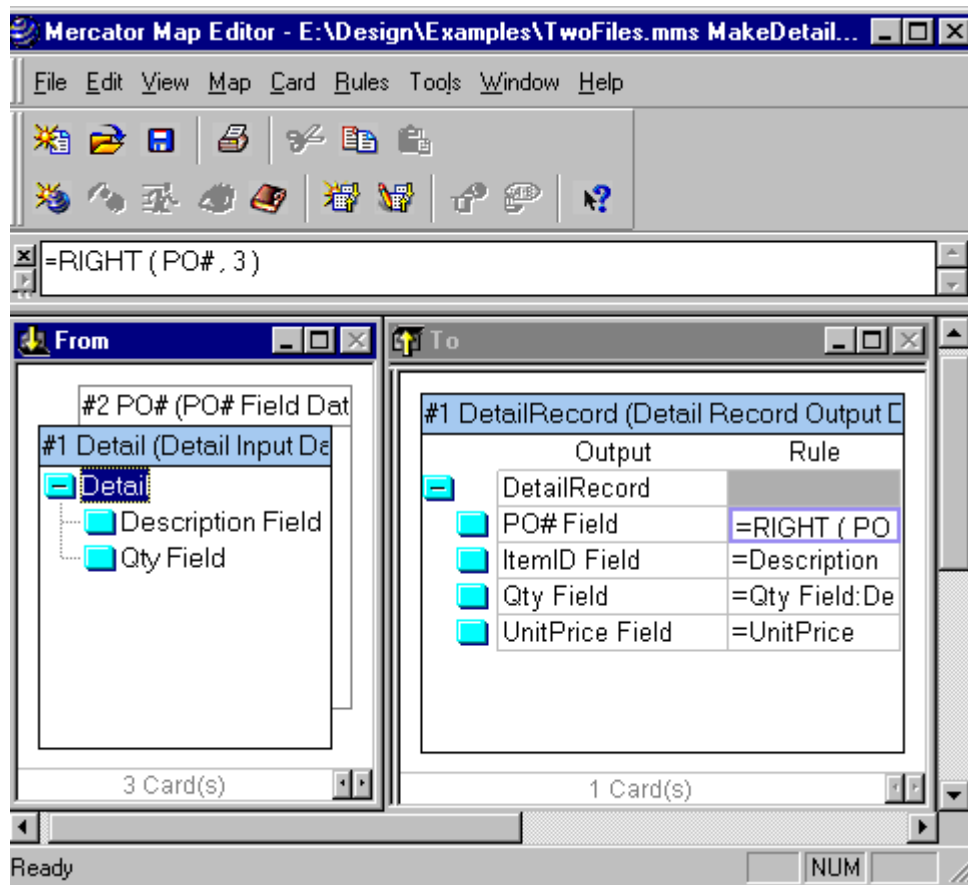 Mercator Map Editor - E:\Design\Examples\TwoFiles.mms MakeDetail...
File Edit View Map Card Rules Tools Window Help
=RIGHT ( PO# , 3 )
From
#2 PO# (PO# Field Dat
#1 Detail (Detail Input De
Detail
Description Field
Qty Field
3 Card(s)
To
#1 DetailRecord (Detail Record Output D
Output Rule
DetailRecord
PO# Field =RIGHT ( PO
ItemID Field =Description
Qty Field =Qty Field:De
UnitPrice Field =UnitPrice
1 Card(s)
Ready NUM